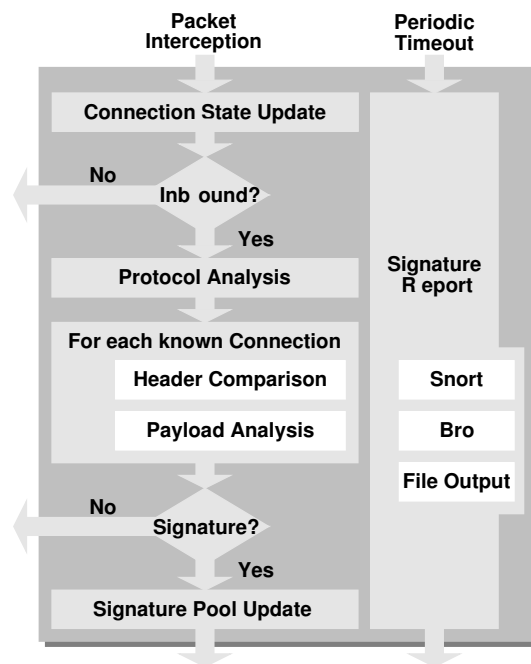 Packet
Interception
Periodic
Timeout
Connection State Update
No
Inb ound?
Yes
Protocol Analysis
For each known Connection
Header Comparison
Payload Analysis
No
Signature?
Yes
Signature Pool Update
Signature
R eport
Snort
Bro
File Output